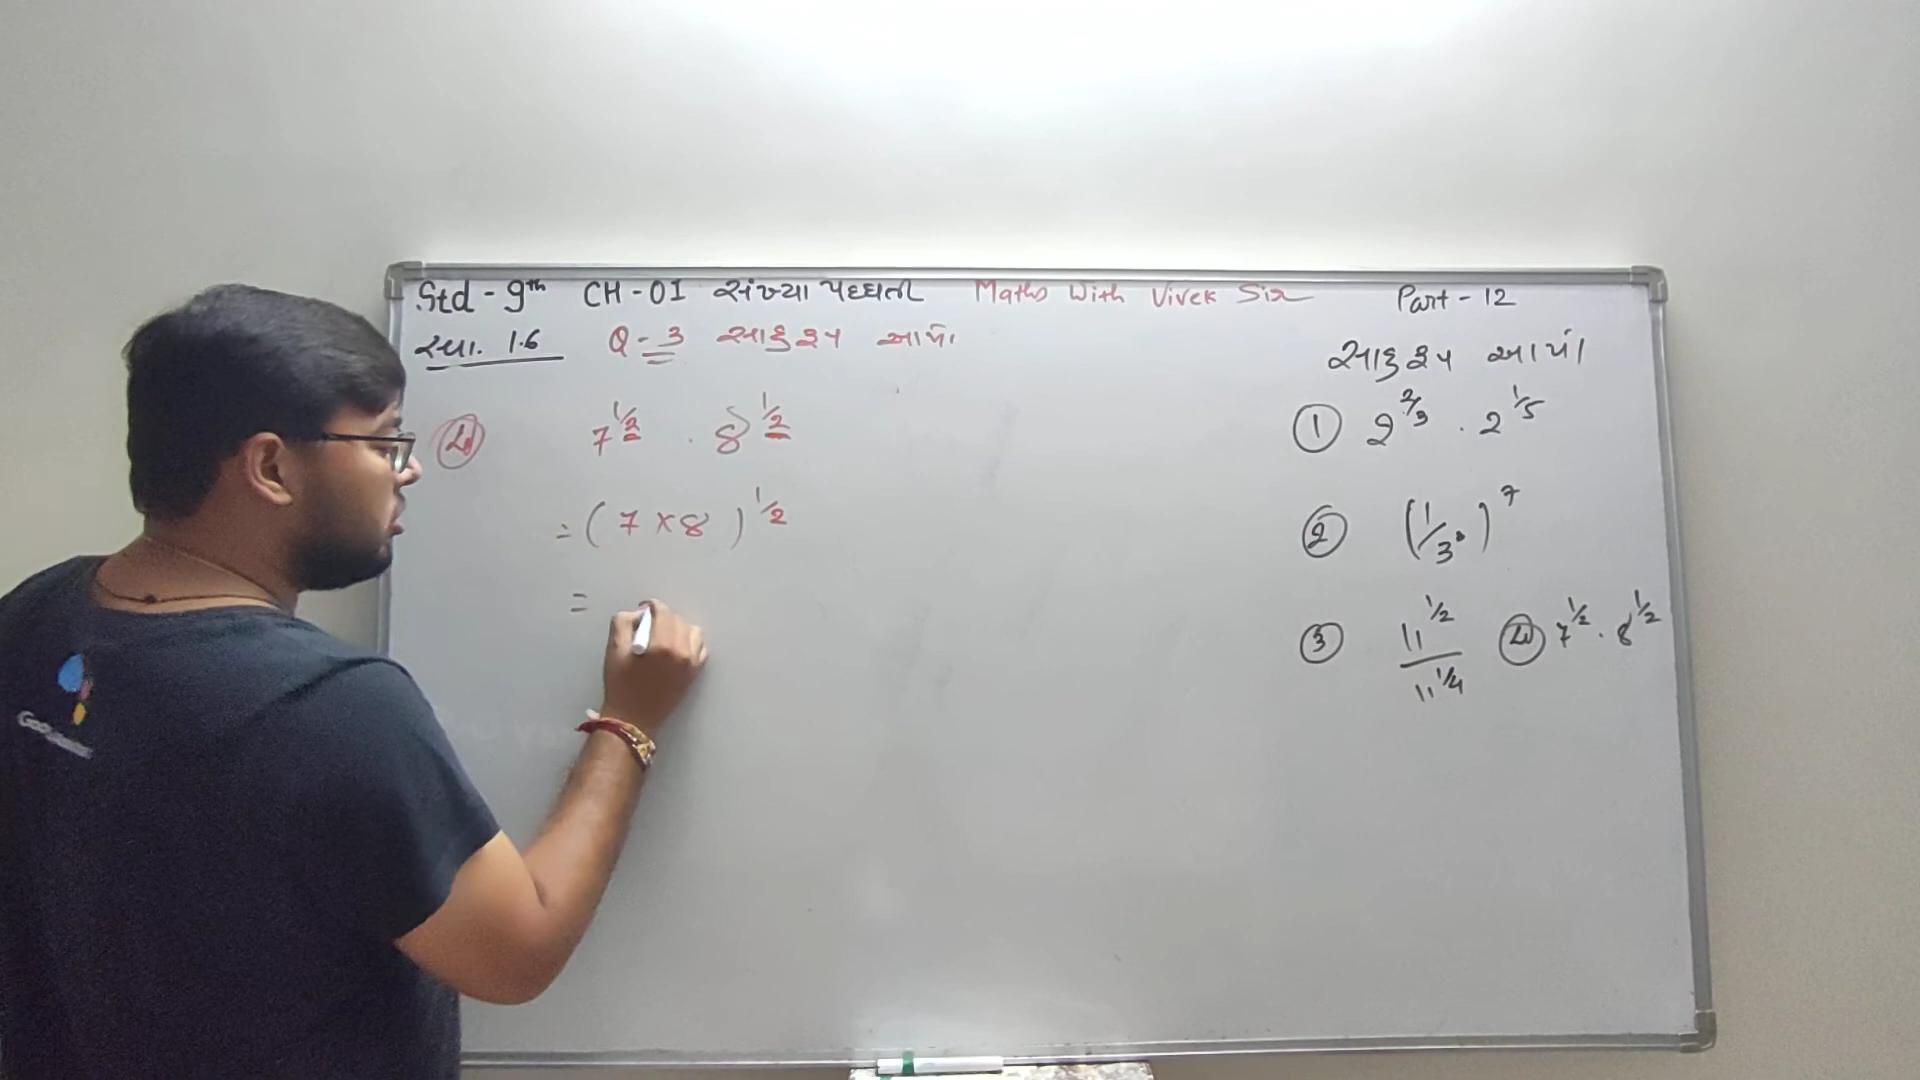 Std - 9th CH-01 સંખ્યા પદ્ધતી Maths With Vivek Sir Part - 12
સ્વા. 1.6 Q - 3 સાદુરૂપ આપો
④ 7^1/2 . 8^1/2
= (7 × 8)^1/2
=
સાદુરૂપ આપો
① 2^2/3 . 2^1/5
② (1/3^)^7
③ 11^1/2 / 11^1/4 ④ 7^1/2 . 8^1/2